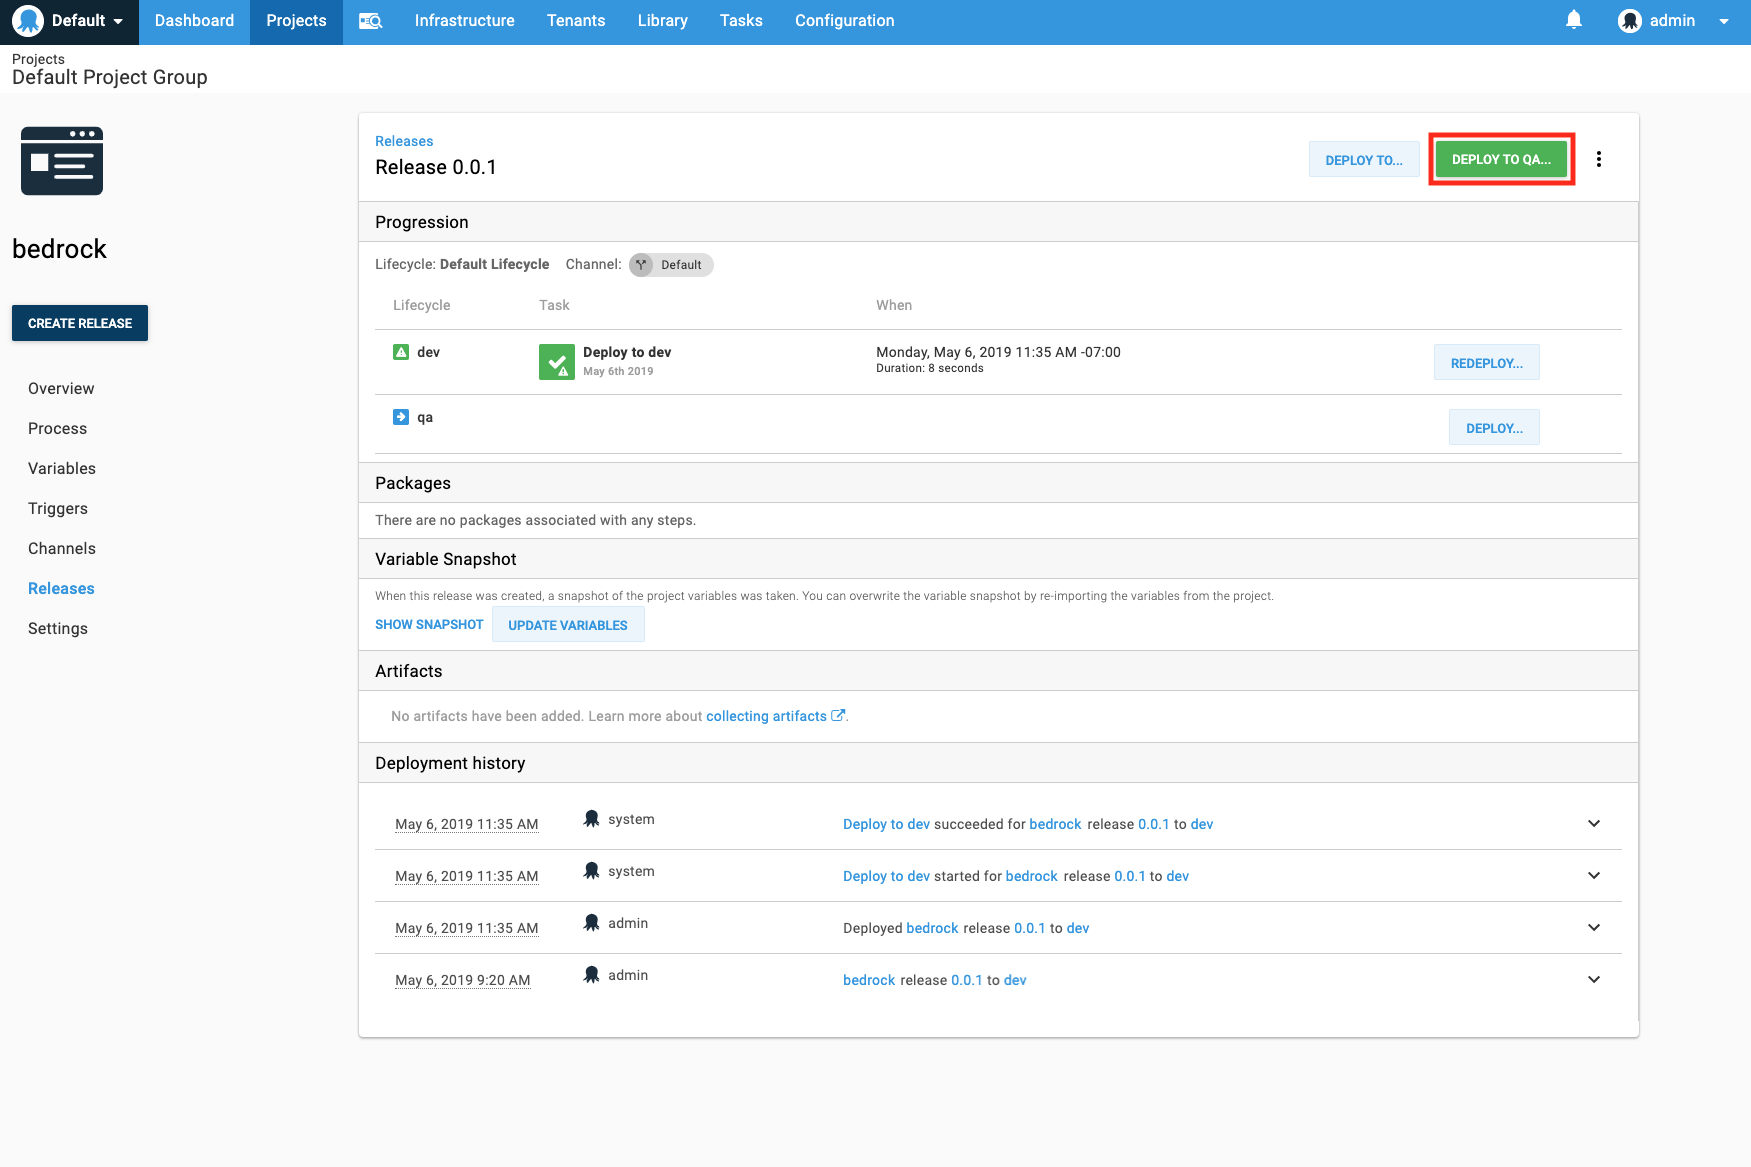 Default Dashboard Projects Infrastructure Tenants Library Tasks Configuration admin
Projects
Default Project Group
bedrock
CREATE RELEASE
Overview
Process
Variables
Triggers
Channels
Releases
Settings
Releases
Release 0.0.1
DEPLOY TO... DEPLOY TO QA...
Progression
Lifecycle: Default Lifecycle Channel: Default
Lifecycle Task When
dev Deploy to dev Monday, May 6, 2019 11:35 AM -07:00
May 6th 2019 Duration: 8 seconds
REDEPLOY...
qa DEPLOY...
Packages
There are no packages associated with any steps.
Variable Snapshot
When this release was created, a snapshot of the project variables was taken. You can overwrite the variable snapshot by re-importing the variables from the project.
SHOW SNAPSHOT UPDATE VARIABLES
Artifacts
No artifacts have been added. Learn more about collecting artifacts.
Deployment history
May 6, 2019 11:35 AM system Deploy to dev succeeded for bedrock release 0.0.1 to dev
May 6, 2019 11:35 AM system Deploy to dev started for bedrock release 0.0.1 to dev
May 6, 2019 11:35 AM admin Deployed bedrock release 0.0.1 to dev
May 6, 2019 9:20 AM admin bedrock release 0.0.1 to dev